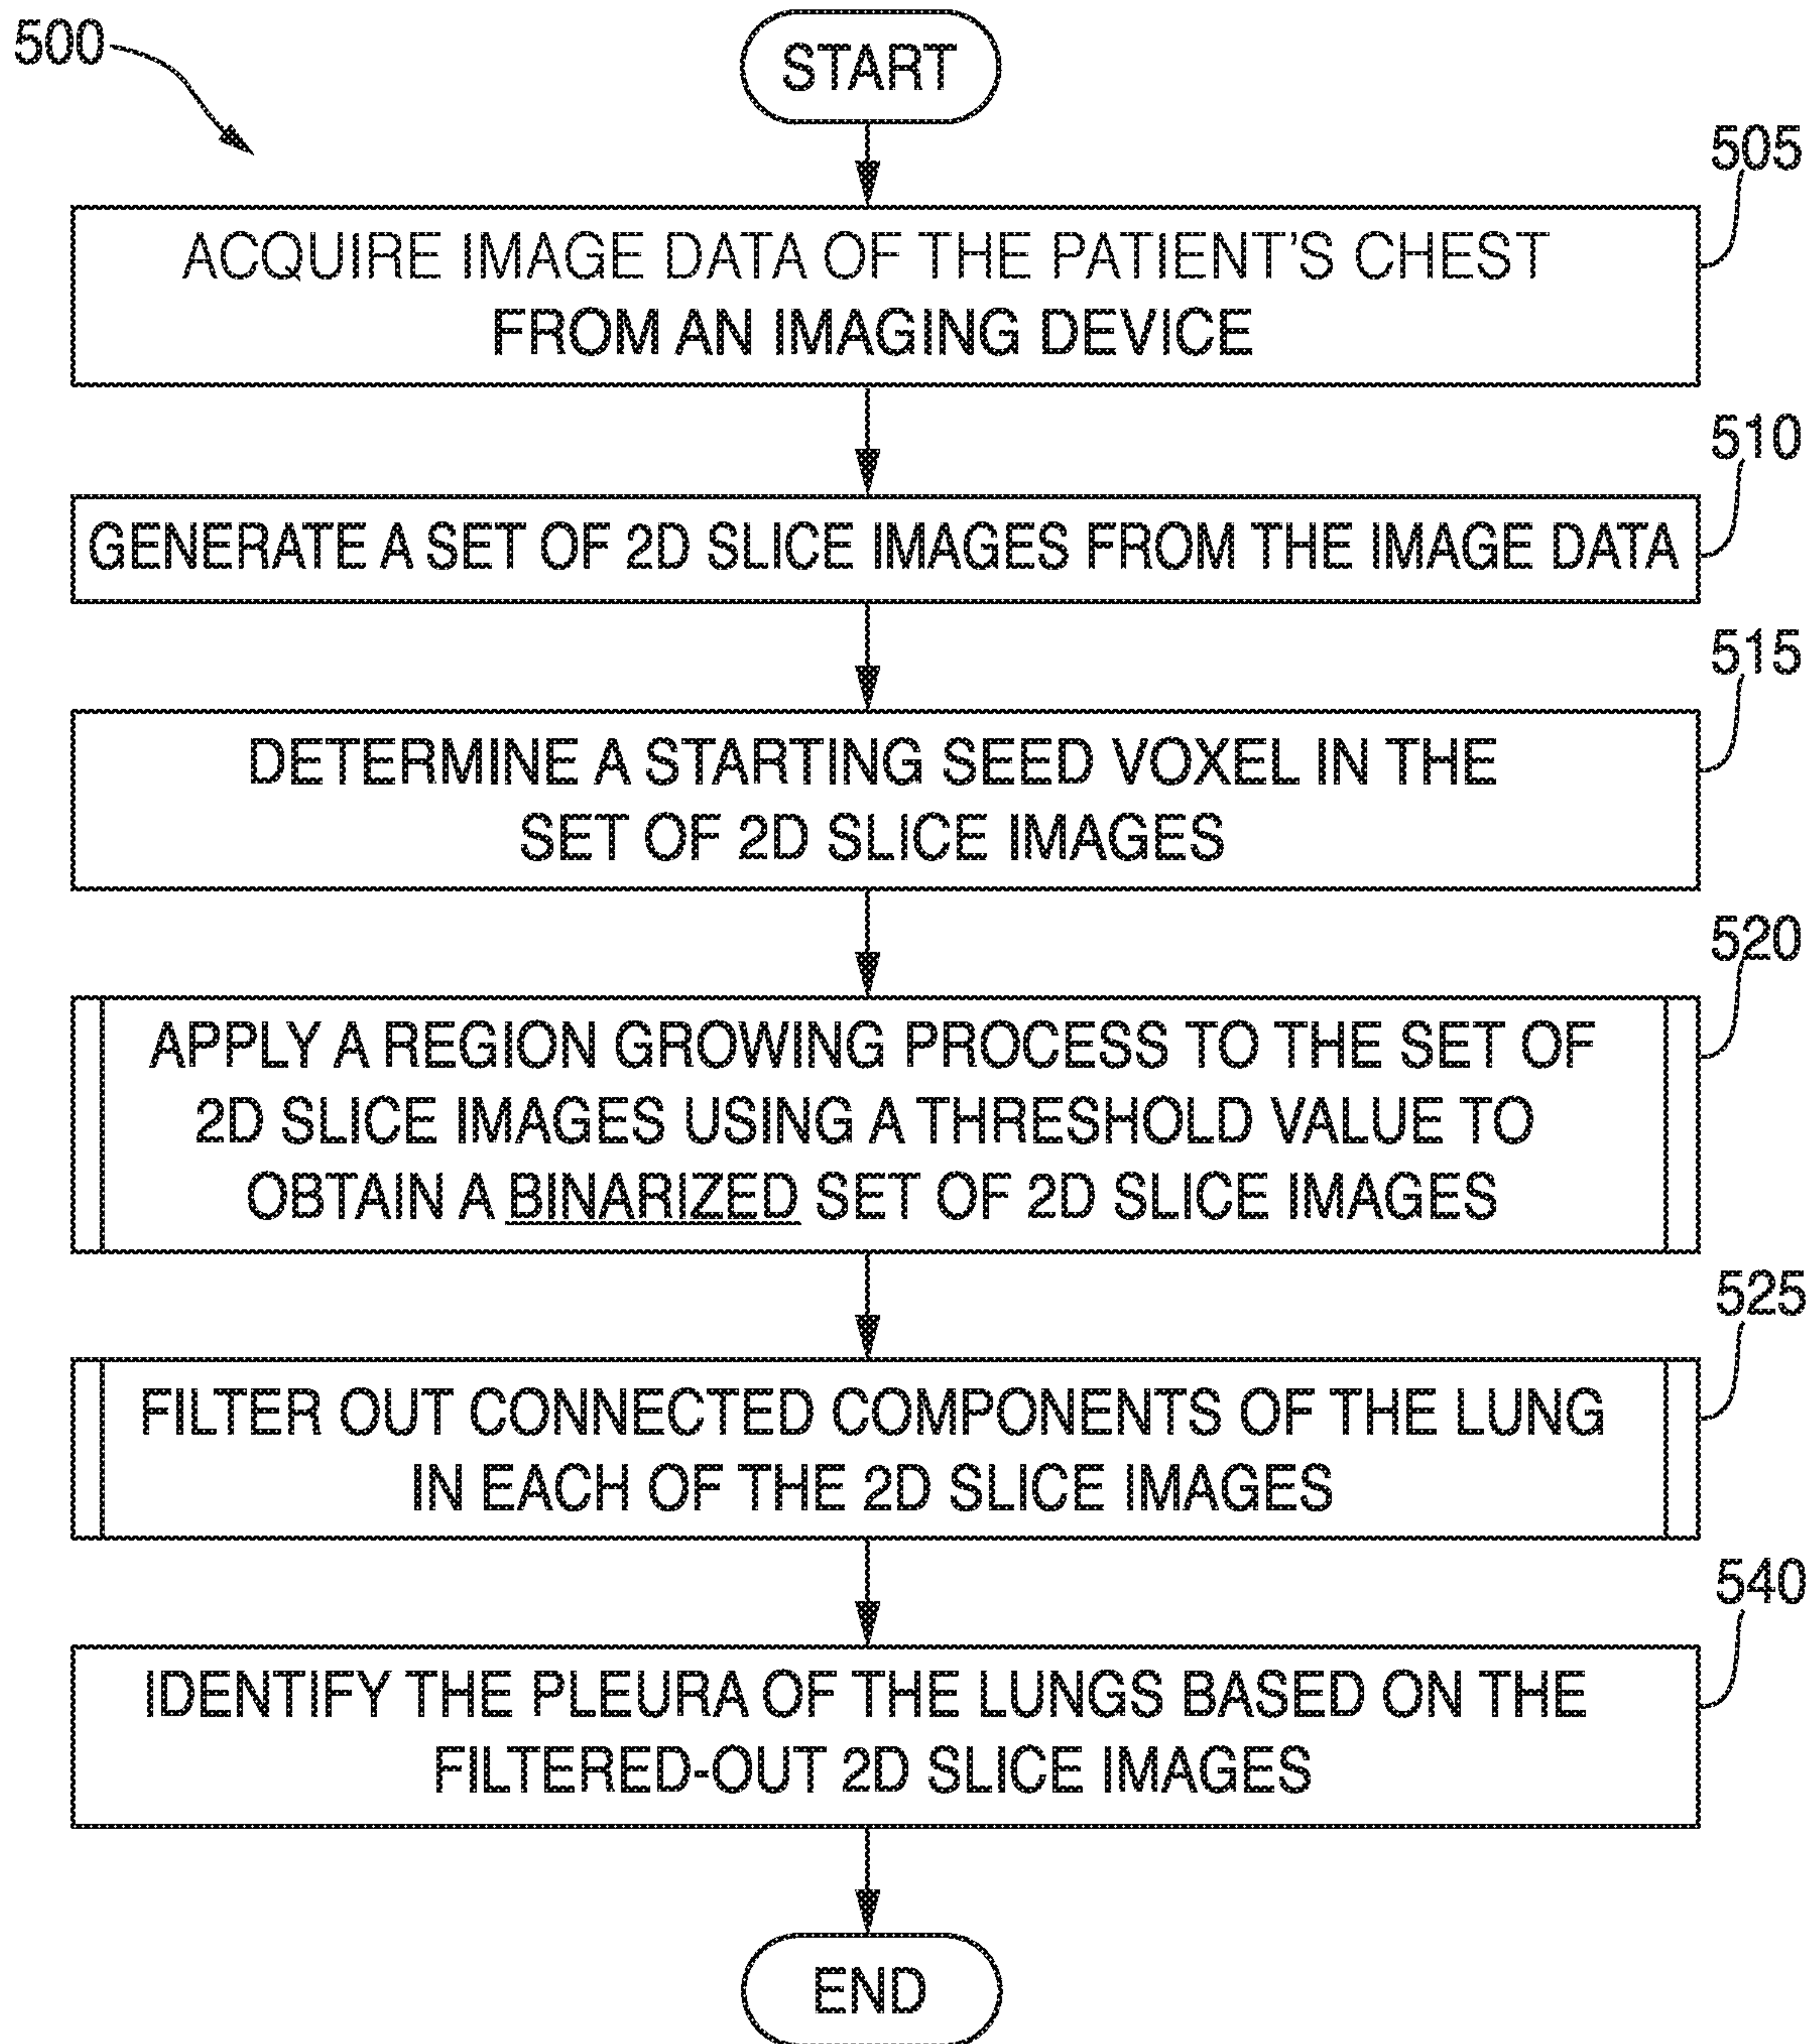 500
START
505
ACQUIRE IMAGE DATA OF THE PATIENT'S CHEST
FROM AN IMAGING DEVICE
510
GENERATE A SET OF 2D SLICE IMAGES FROM THE IMAGE DATA
515
DETERMINE A STARTING SEED VOXEL IN THE
SET OF 2D SLICE IMAGES
520
APPLY A REGION GROWING PROCESS TO THE SET OF
2D SLICE IMAGES USING A THRESHOLD VALUE TO
OBTAIN A BINARIZED SET OF 2D SLICE IMAGES
525
FILTER OUT CONNECTED COMPONENTS OF THE LUNG
IN EACH OF THE 2D SLICE IMAGES
540
IDENTIFY THE PLEURA OF THE LUNGS BASED ON THE
FILTERED-OUT 2D SLICE IMAGES
END